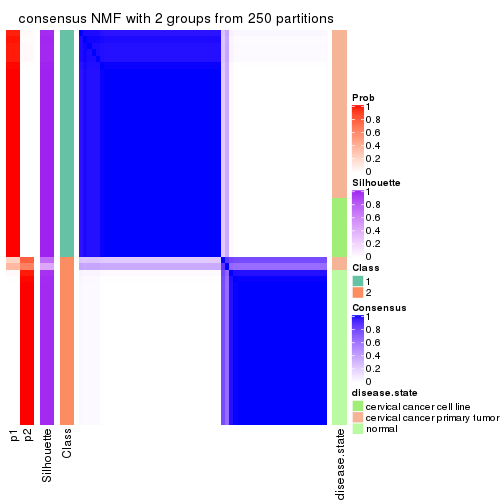 consensus NMF with 2 groups from 250 partitions
Prob
1
0.8
0.6
0.4
0.2
0
Silhouette
1
0.8
0.6
0.4
0.2
0
Class
1
2
Consensus
1
0.8
0.6
0.4
0.2
0
disease.state
cervical cancer cell line
cervical cancer primary tumor
normal
p1
p2
Silhouette
Class
disease.state